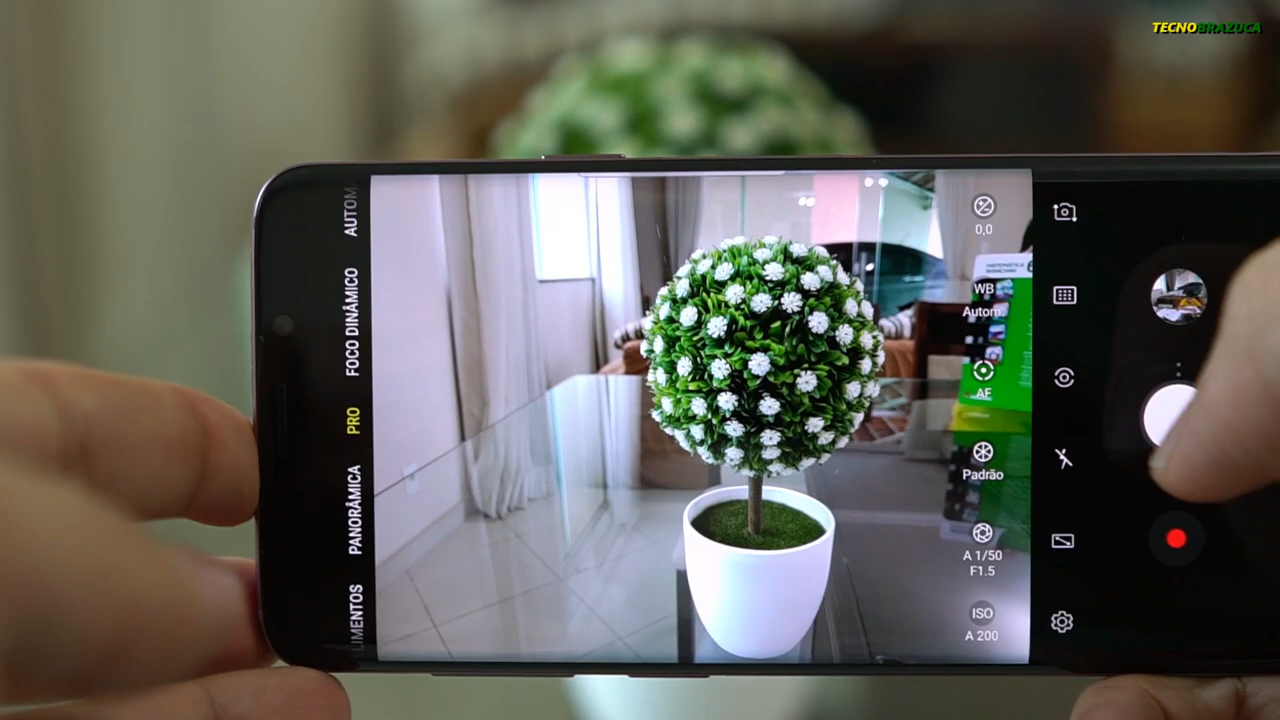 TECNOBRAZUCA
AUTOM
FOCO DINÂMICO
PRO
PANORÂMICA
LIMENTOS
0,0
WB
Autom.
AF
Padrão
A 1/50
F1.5
ISO
A 200